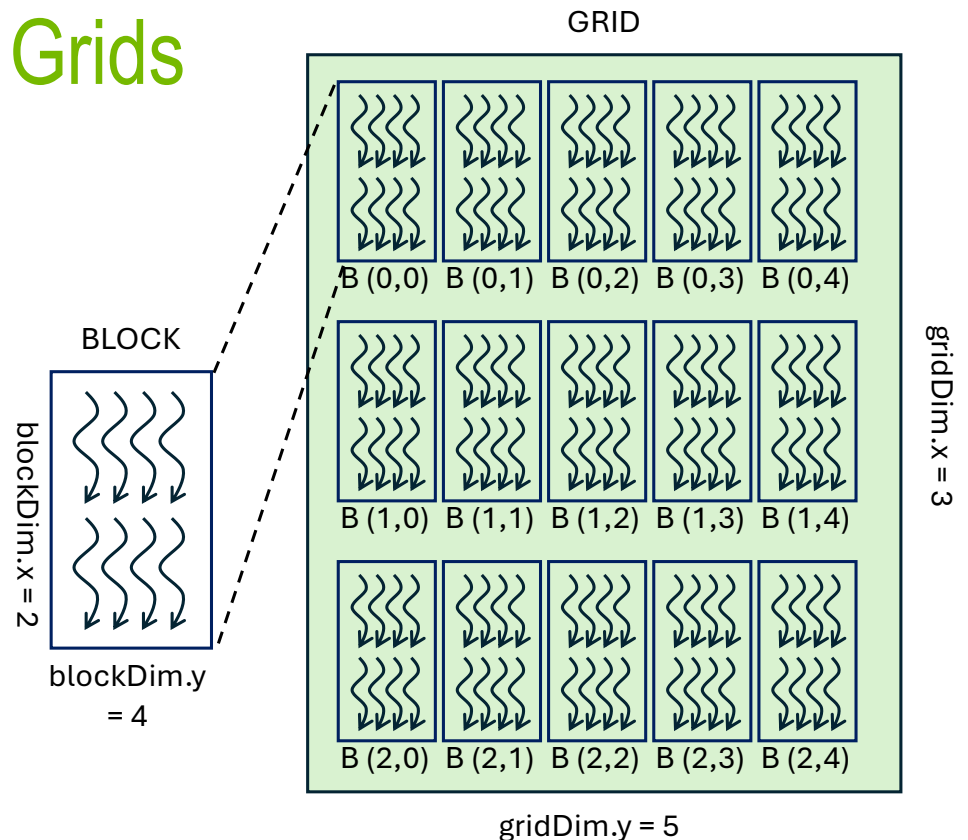 Grids
GRID
B (0,0) B (0,1) B (0,2) B (0,3) B (0,4)
BLOCK
blockDim.x = 2
blockDim.y
= 4
B (1,0) B (1,1) B (1,2) B (1,3) B (1,4)
gridDim.x = 3
B (2,0) B (2,1) B (2,2) B (2,3) B (2,4)
gridDim.y = 5